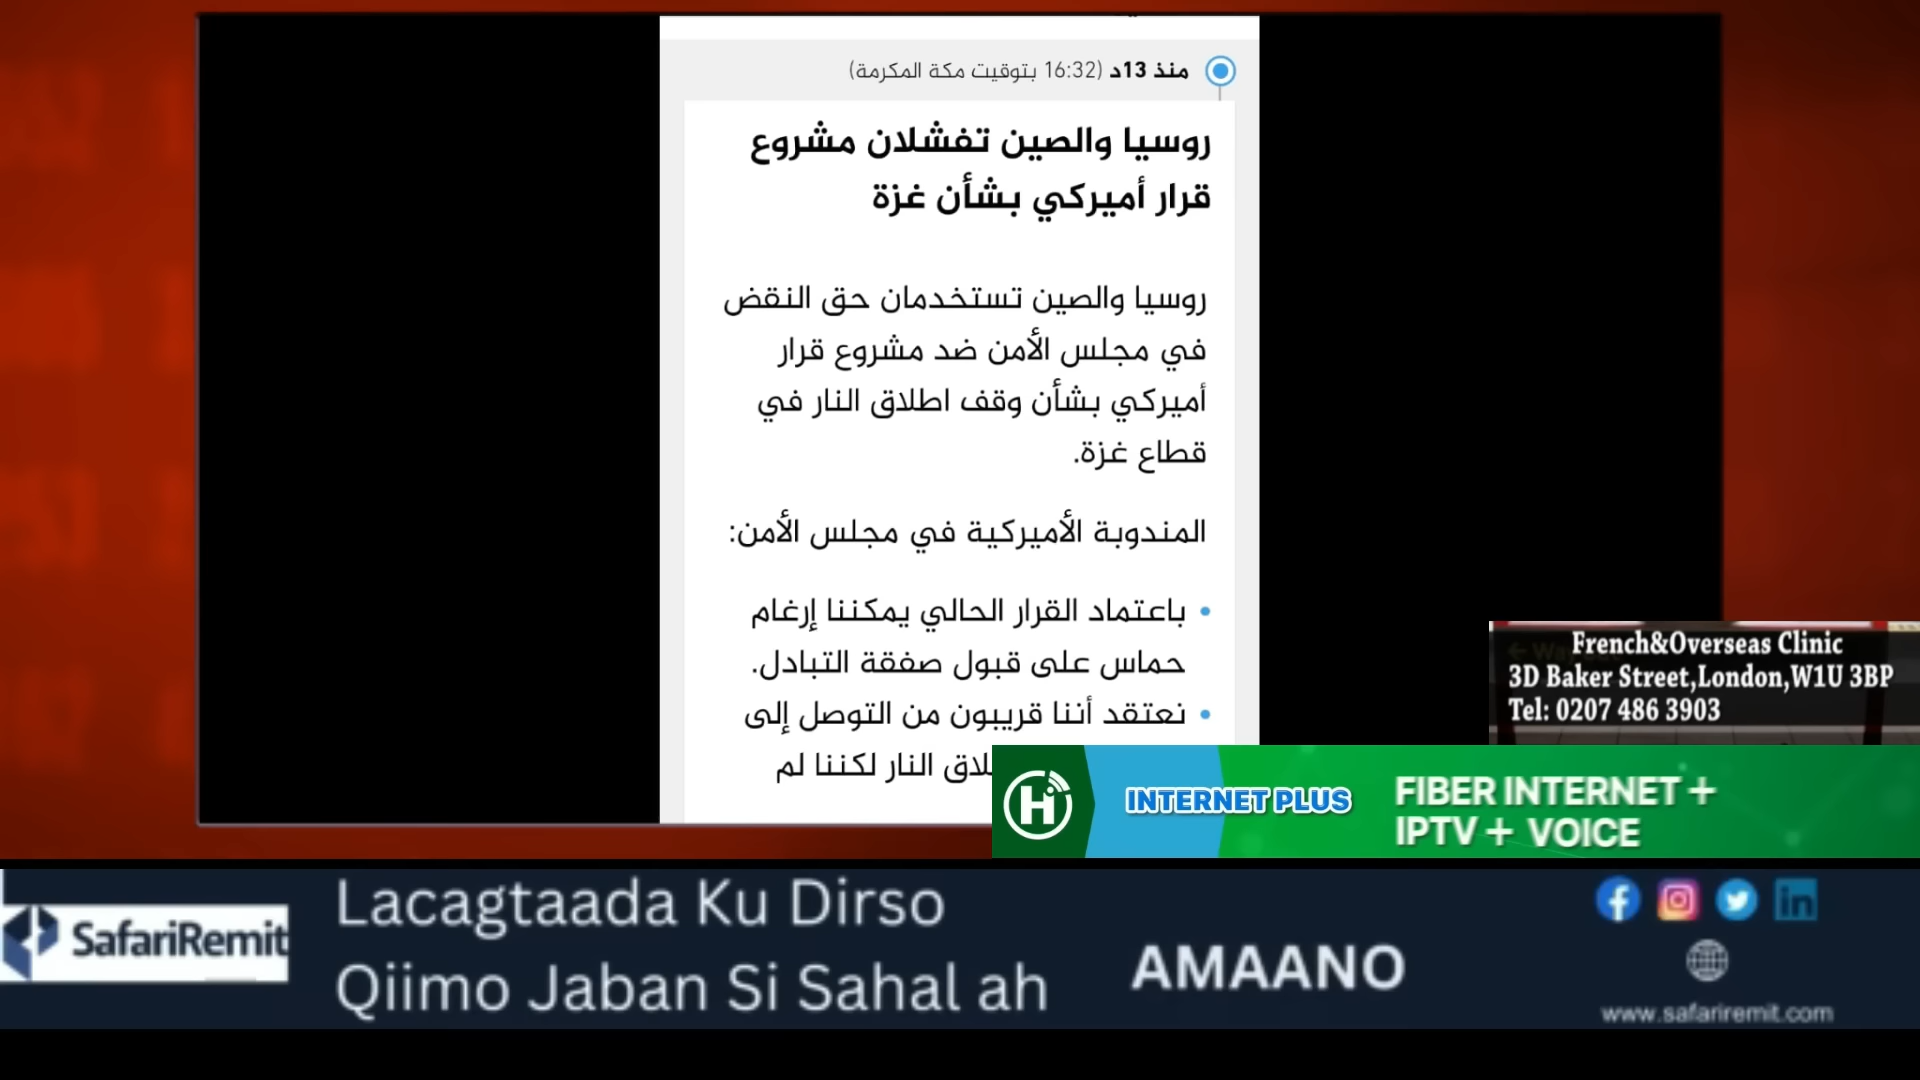 منذ 13د (16:32 بتوقيت مكة المكرمة)
روسيا والصين تفشلان مشروع
قرار أميركي بشأن غزة
روسيا والصين تستخدمان حق النقض
في مجلس الأمن ضد مشروع قرار
أميركي بشأن وقف اطلاق النار في
قطاع غزة.
المندوبة الأميركية في مجلس الأمن:
• باعتماد القرار الحالي يمكننا إرغام
حماس على قبول صفقة التبادل.
• نعتقد أننا قريبون من التوصل إلى
النار لكننا لم
French&Overseas Clinic
3D Baker Street,London,W1U 3BP
Tel: 0207 486 3903
H
INTERNET PLUS
FIBER INTERNET +
IPTV + VOICE
SafariRemit
Lacagtaada Ku Dirso
Qiimo Jaban Si Sahal ah
AMAANO
www.safariremit.com